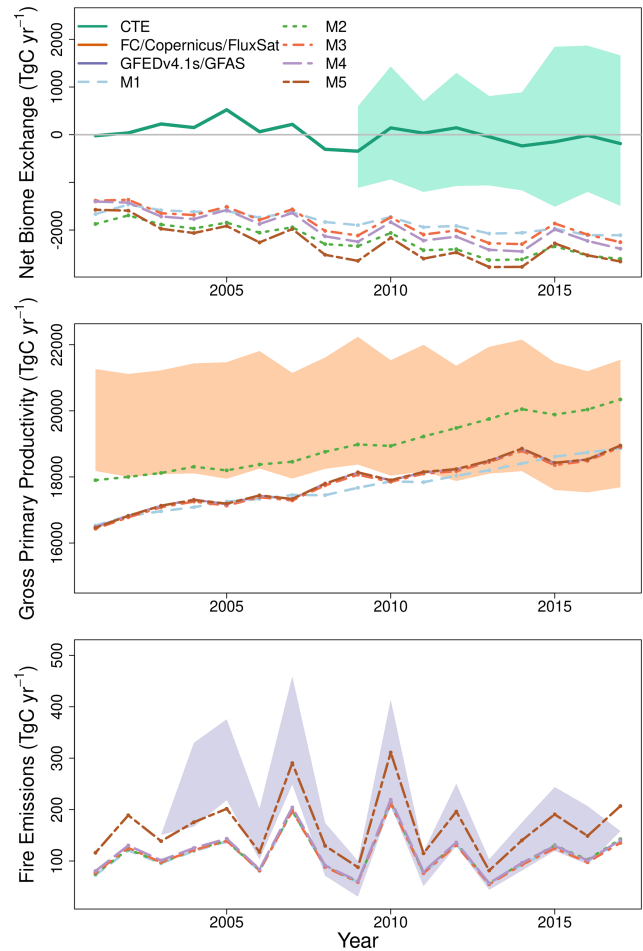 Net Biome Exchange (TgC yr⁻¹)
2000
1000
0
-2000
CTE
FC/Copernicus/FluxSat
GFEDv4.1s/GFAS
M1
M2
M3
M4
M5
2005
2010
2015
Gross Primary Productivity (TgC yr⁻¹)
22000
20000
18000
16000
2005
2010
2015
Fire Emissions (TgC yr⁻¹)
500
400
300
200
100
2005
2010
2015
Year